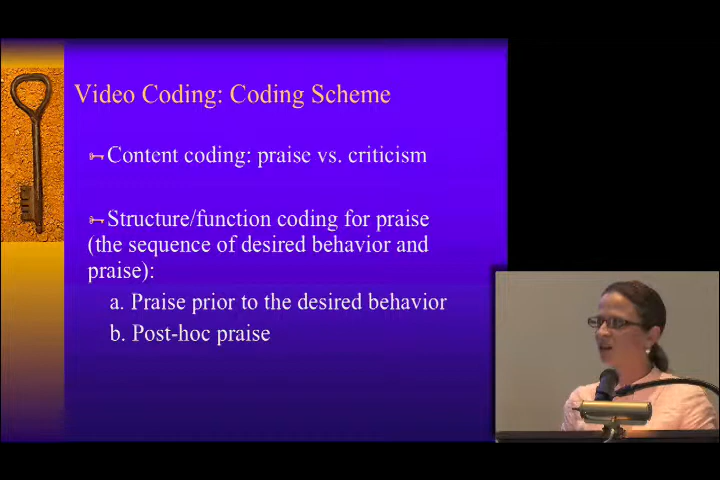 Video Coding: Coding Scheme
Content coding: praise vs. criticism
Structure/function coding for praise
(the sequence of desired behavior and
praise):
a. Praise prior to the desired behavior
b. Post-hoc praise